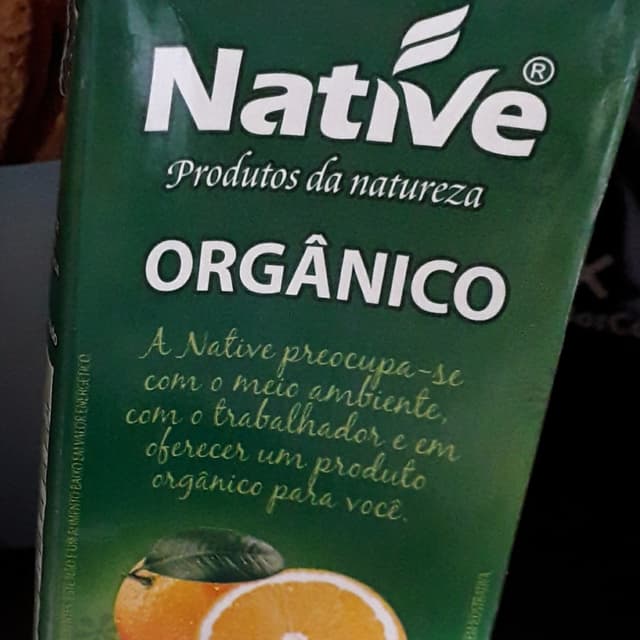 Native®
Produtos da natureza
ORGÂNICO
A Native preocupa-se
com o meio ambiente,
com o trabalhador e em
oferecer um produto
orgânico para você.